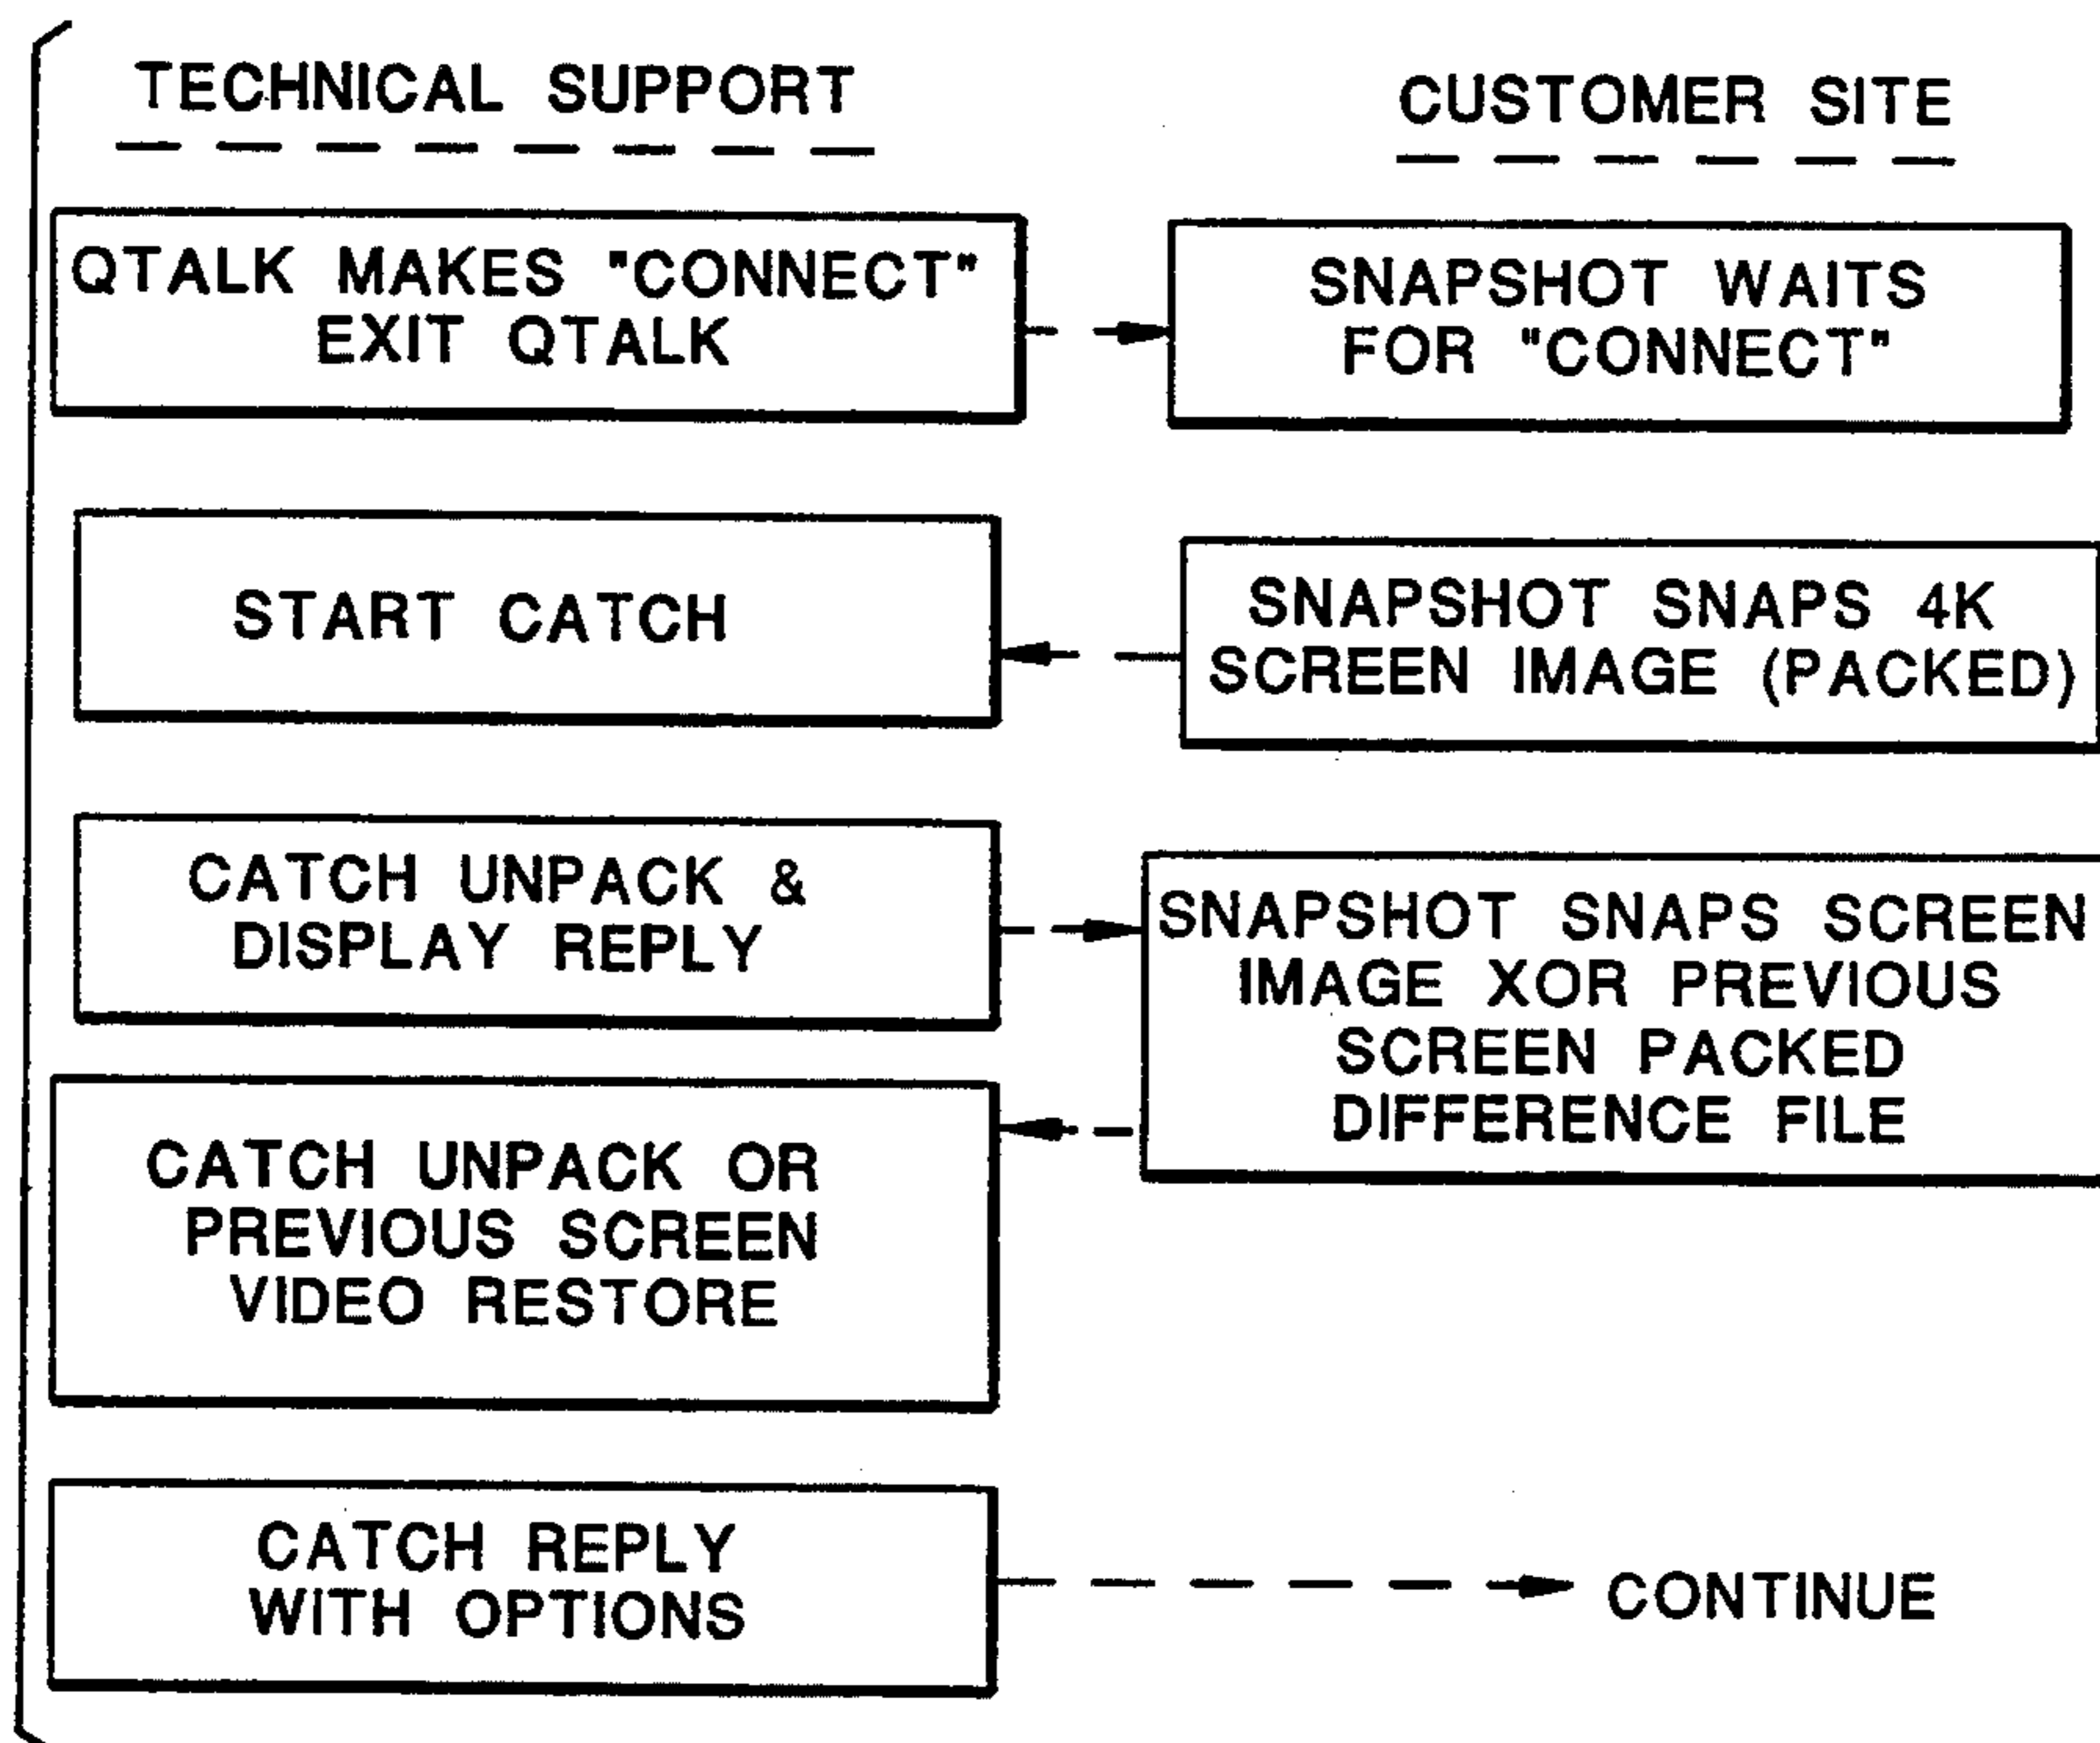 TECHNICAL SUPPORT
CUSTOMER SITE
QTALK MAKES "CONNECT"
EXIT QTALK
SNAPSHOT WAITS
FOR "CONNECT"
START CATCH
SNAPSHOT SNAPS 4K
SCREEN IMAGE (PACKED)
CATCH UNPACK &
DISPLAY REPLY
SNAPSHOT SNAPS SCREEN
IMAGE XOR PREVIOUS
SCREEN PACKED
DIFFERENCE FILE
CATCH UNPACK OR
PREVIOUS SCREEN
VIDEO RESTORE
CATCH REPLY
WITH OPTIONS
CONTINUE